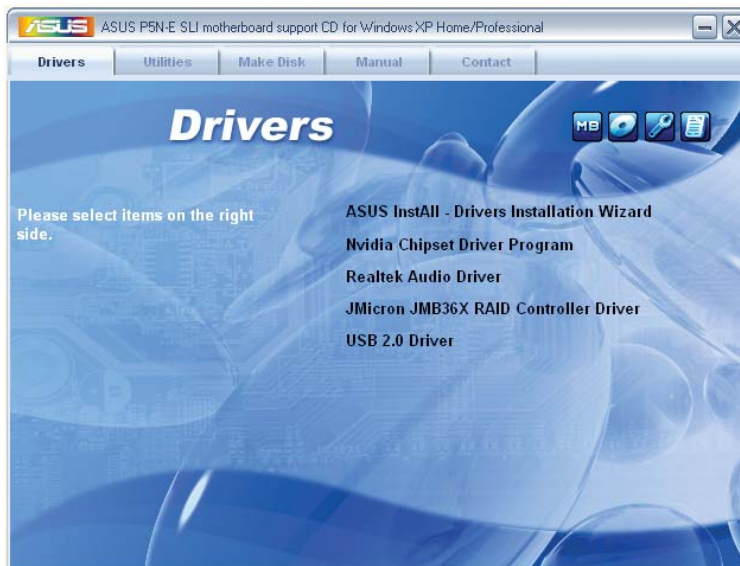 ASUS ASUS P5N-E SLI motherboard support CD for Windows XP Home/Professional
Drivers Utilities Make Disk Manual Contact
Drivers
MB
Please select items on the right
side.
ASUS InstAll - Drivers Installation Wizard
Nvidia Chipset Driver Program
Realtek Audio Driver
JMicron JMB36X RAID Controller Driver
USB 2.0 Driver